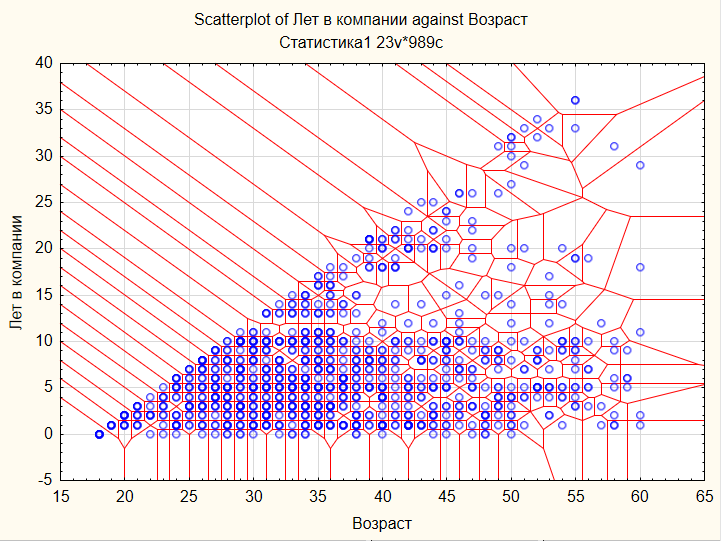 Scatterplot of Лет в компании against Возраст
Статистика1 23v*989c
40
35
30
25
20
15
10
5
0
-5
Лет в компании
15 20 25 30 35 40 45 50 55 60 65
Возраст